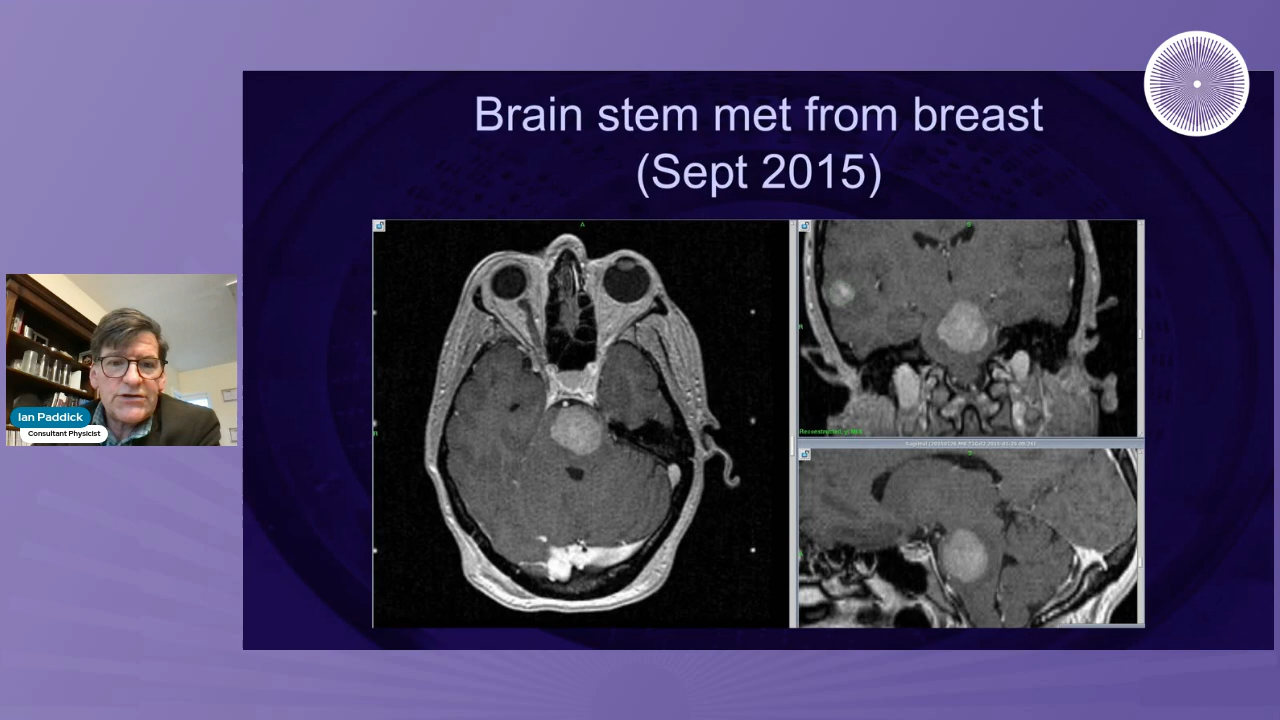 Brain stem met from breast
(Sept 2015)
A
R
S
R
S
Ian Paddick
Consultant Physicist